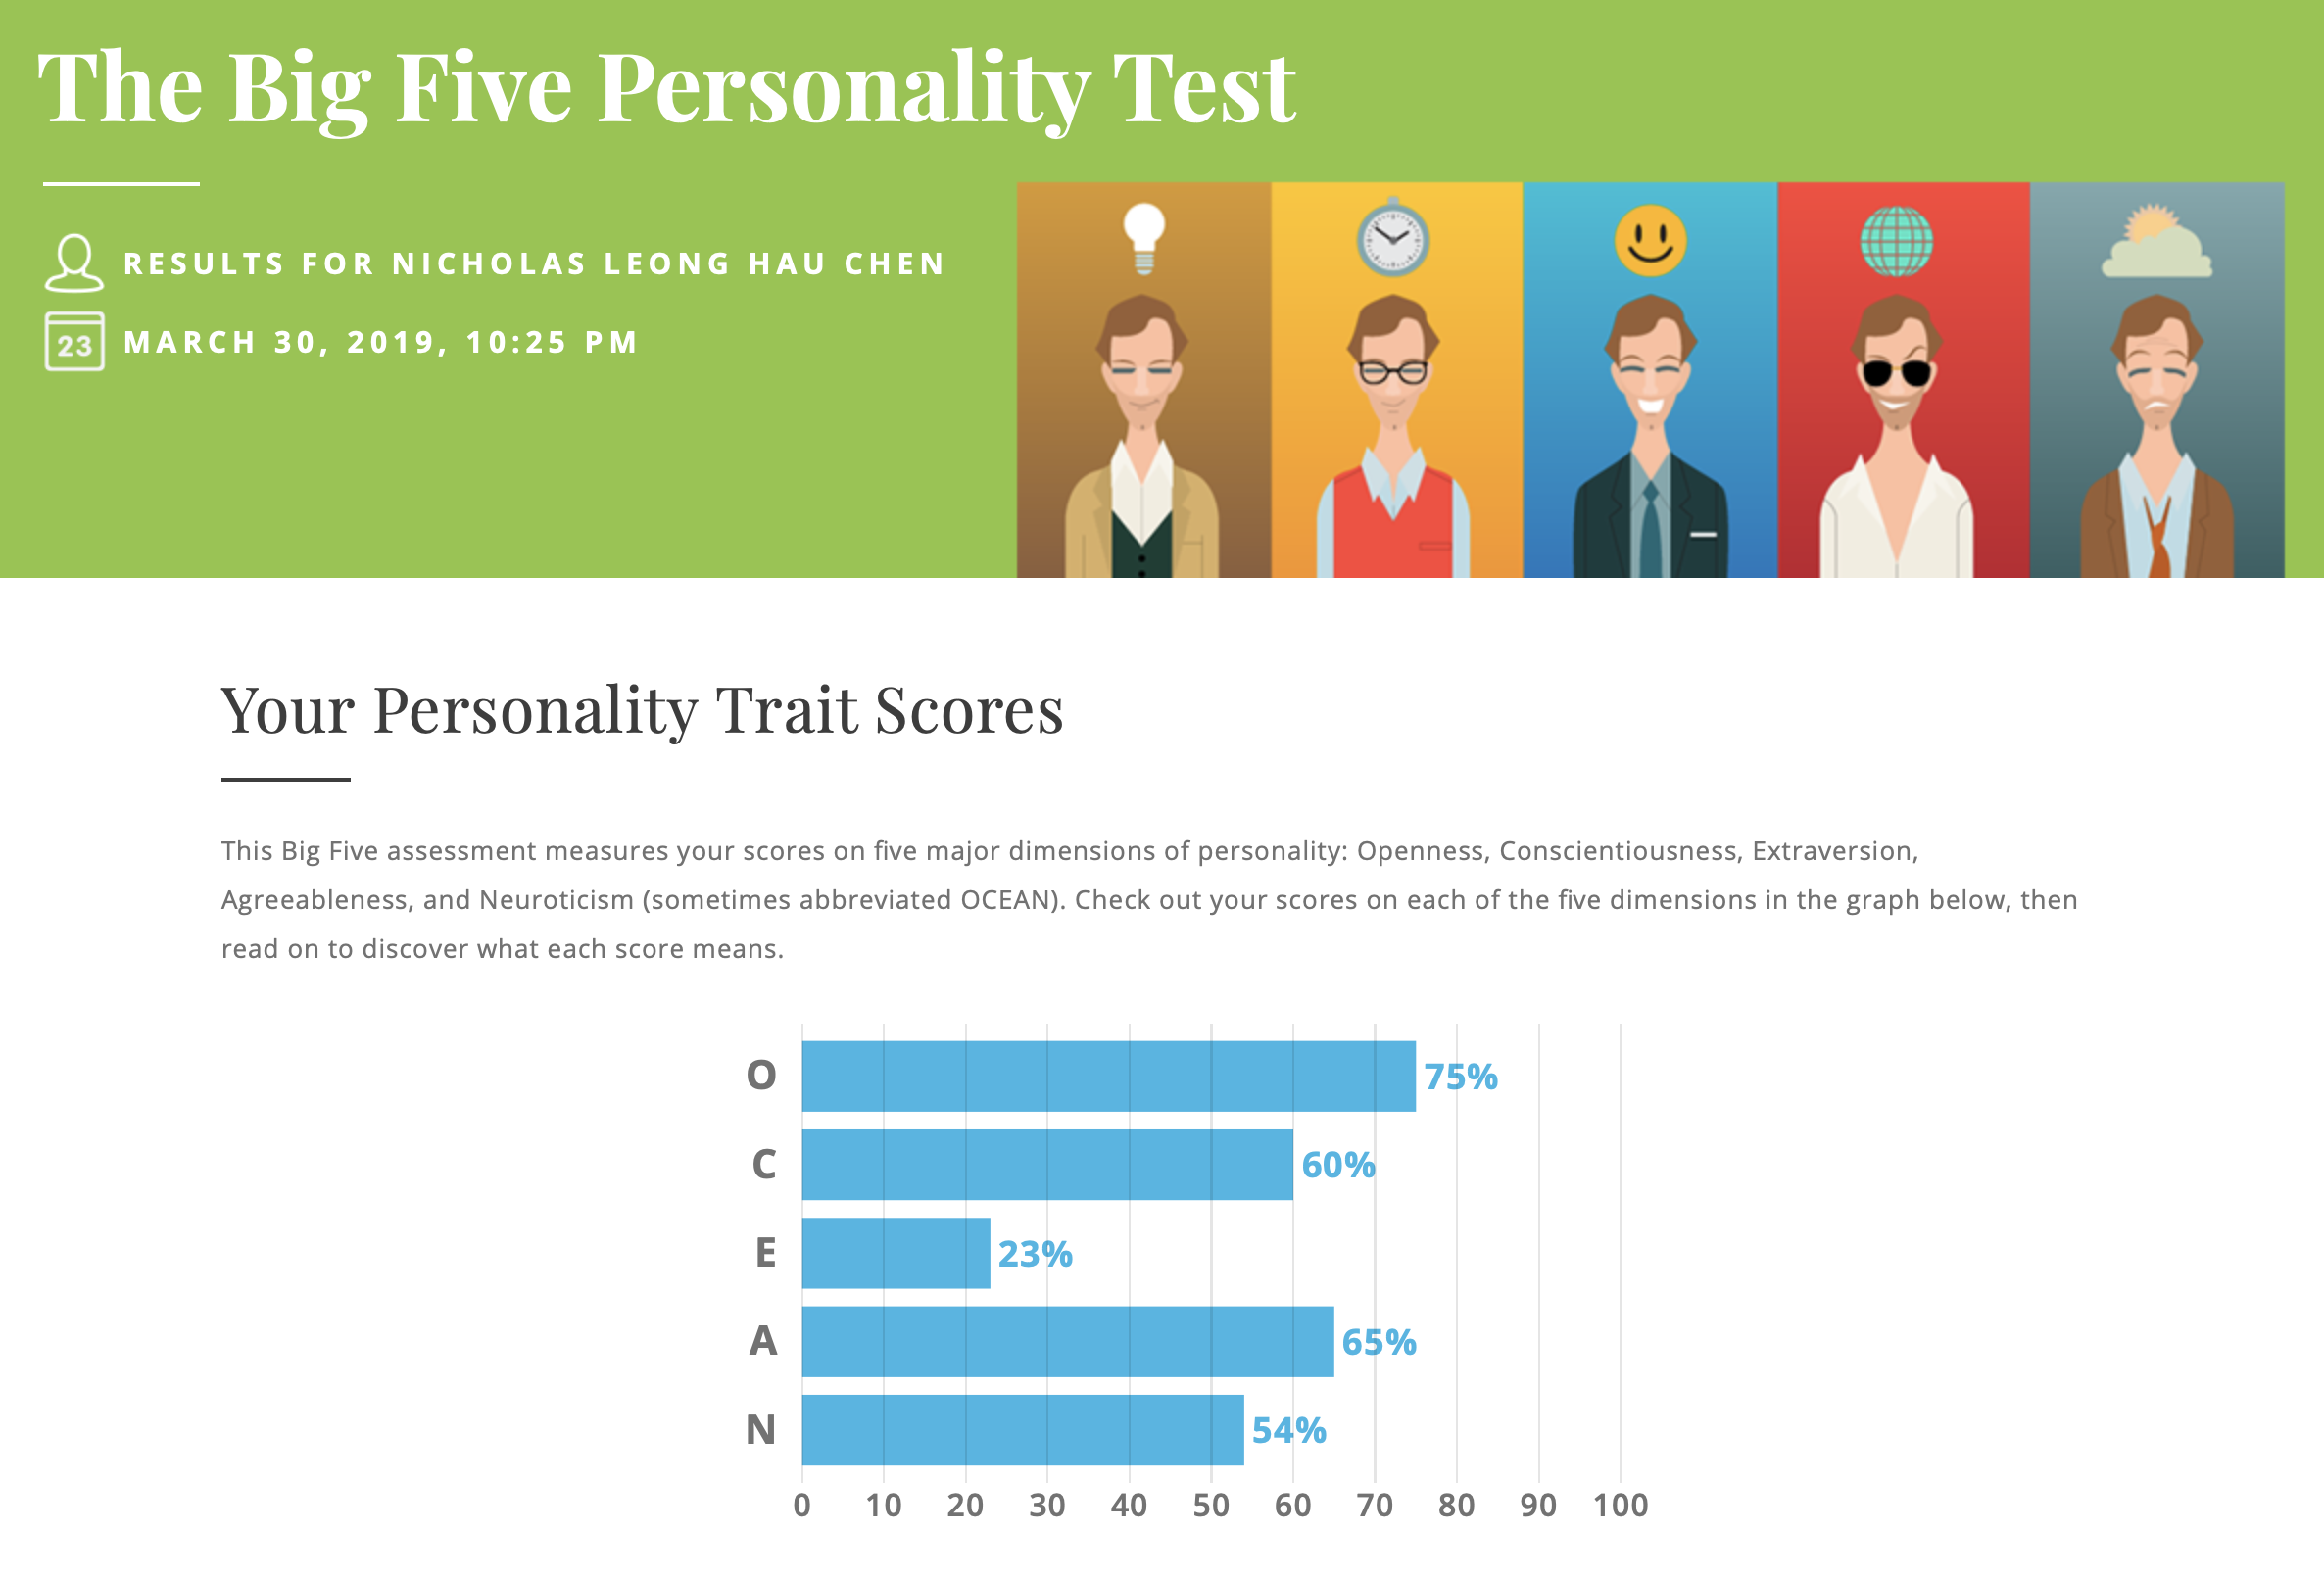 The Big Five Personality Test
RESULTS FOR NICHOLAS LEONG HAU CHEN
23 MARCH 30, 2019, 10:25 PM
Your Personality Trait Scores
This Big Five assessment measures your scores on five major dimensions of personality: Openness, Conscientiousness, Extraversion,
Agreeableness, and Neuroticism (sometimes abbreviated OCEAN). Check out your scores on each of the five dimensions in the graph below, then
read on to discover what each score means.
O 75%
C 60%
E 23%
A 65%
N 54%
0 10 20 30 40 50 60 70 80 90 100